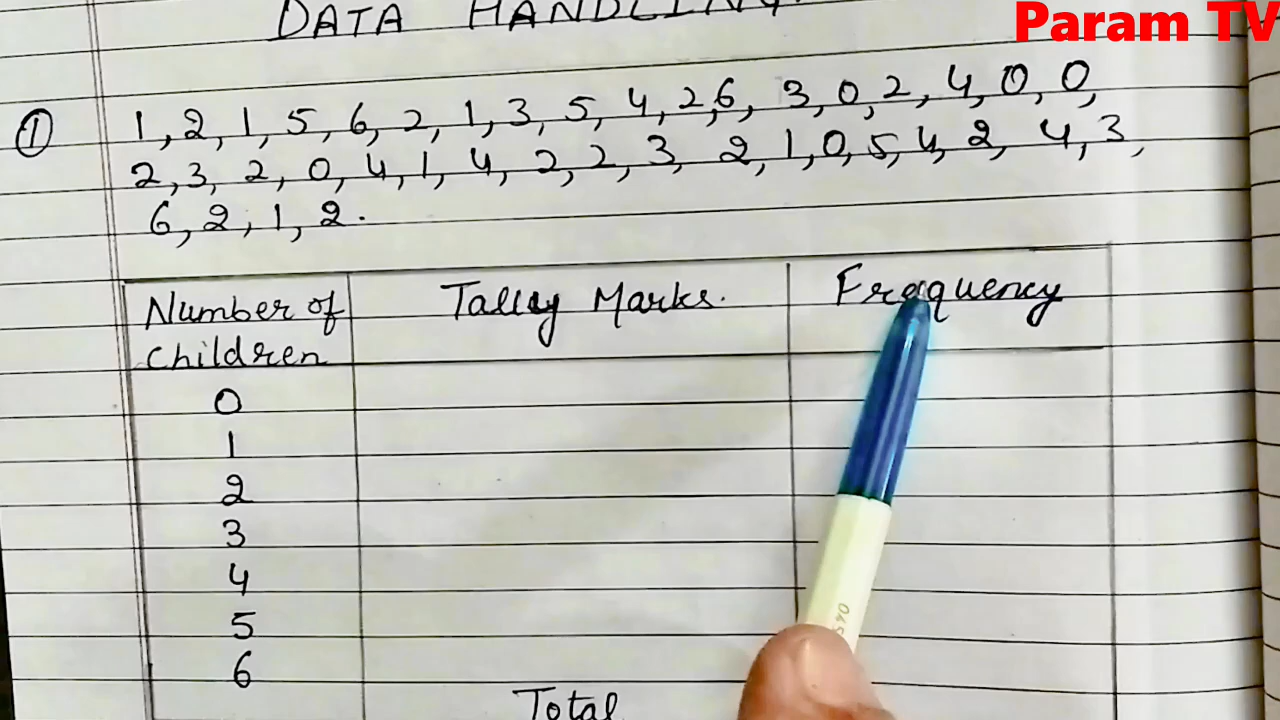 DATA HANDLING.
Param TV
① 1, 2, 1, 5, 6, 2, 1, 3, 5, 4, 2, 6, 3, 0, 2, 4, 0, 0,
2, 3, 2, 0, 4, 1, 4, 2, 2, 3, 2, 1, 0, 5, 4, 2, 4, 3,
6, 2, 1, 2.
Number of Children
Tally Marks.
Frequency
0
1
2
3
4
5
6
Total